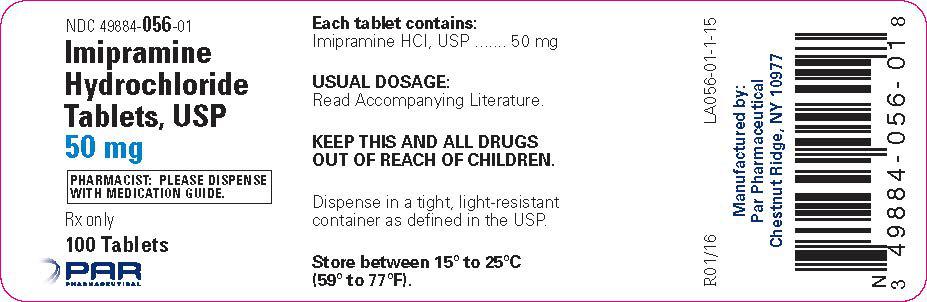 NDC 49884-056-01
Imipramine
Hydrochloride
Tablets, USP
50 mg
PHARMACIST: PLEASE DISPENSE
WITH MEDICATION GUIDE.
Rx only
100 Tablets
PAR
PHARMACEUTICAL
Each tablet contains:
Imipramine HCl, USP ....... 50 mg
USUAL DOSAGE:
Read Accompanying Literature.
KEEP THIS AND ALL DRUGS
OUT OF REACH OF CHILDREN.
Dispense in a tight, light-resistant
container as defined in the USP.
Store between 15° to 25°C
(59° to 77°F).
R01/16
LA056-01-1-15
Manufactured by:
Par Pharmaceutical
Chestnut Ridge, NY 10977
N
3 49884-056-01 8